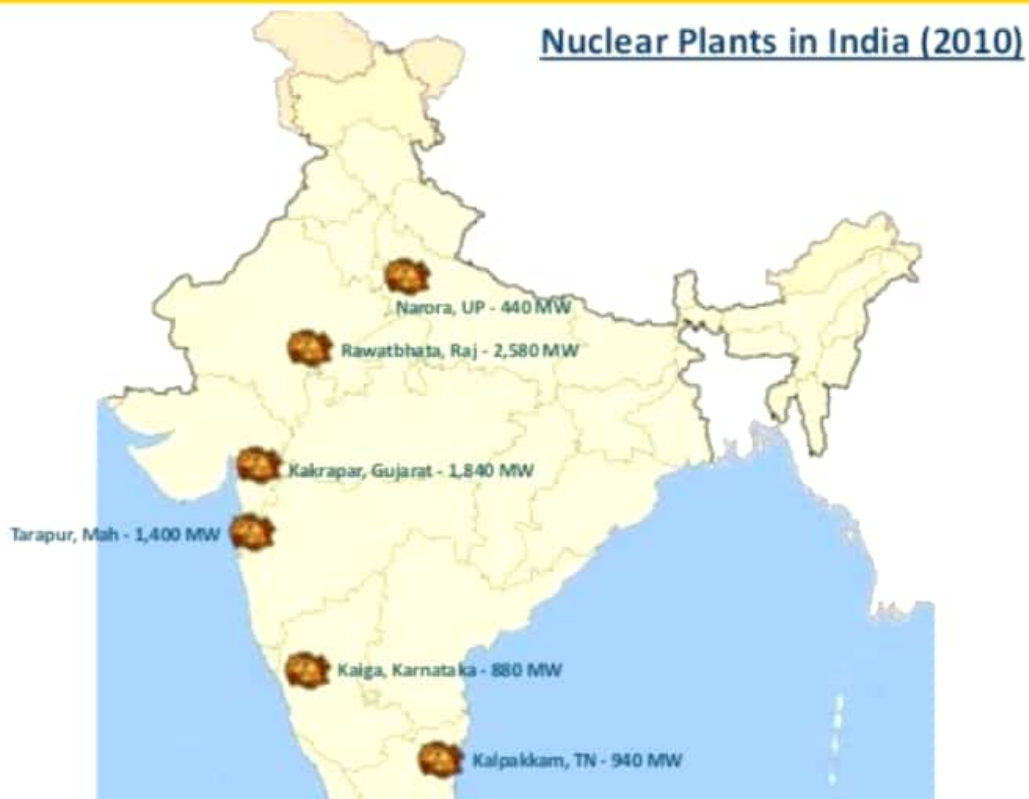 Nuclear Plants in India (2010)
Narora, UP - 440 MW
Rawatbhata, Raj - 2,580 MW
Kakrapar, Gujarat - 1,840 MW
Tarapur, Mah - 1,400 MW
Kaiga, Karnataka - 880 MW
Kalpakkam, TN - 940 MW